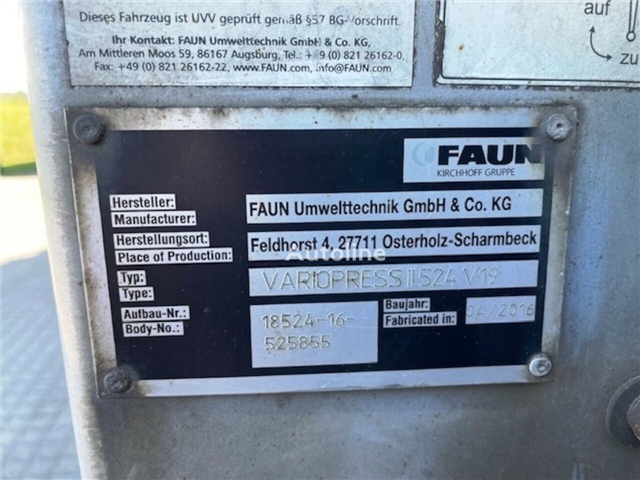 Dieses Fahrzeug ist UVV geprüft gemäß §57 BG-Vorschrift.
Ihr Kontakt: FAUN Umwelttechnik GmbH & Co. KG,
Am Mittleren Moos 59, 86167 Augsburg, Tel.: +49 (0) 821 26162-0,
Fax: +49 (0) 821 26162-22, www.FAUN.com, info@FAUN.com
auf
zu
FAUN
KIRCHHOFF GRUPPE
Hersteller:
Manufacturer:
FAUN Umwelttechnik GmbH & Co. KG
Herstellungsort:
Place of Production:
Feldhorst 4, 27711 Osterholz-Scharmbeck
Typ:
Type:
VARIOPRESS II 524 V19
Aufbau-Nr.:
Body-No.:
18524-16-
525855
Baujahr:
Fabricated in:
04/2016
Autoline